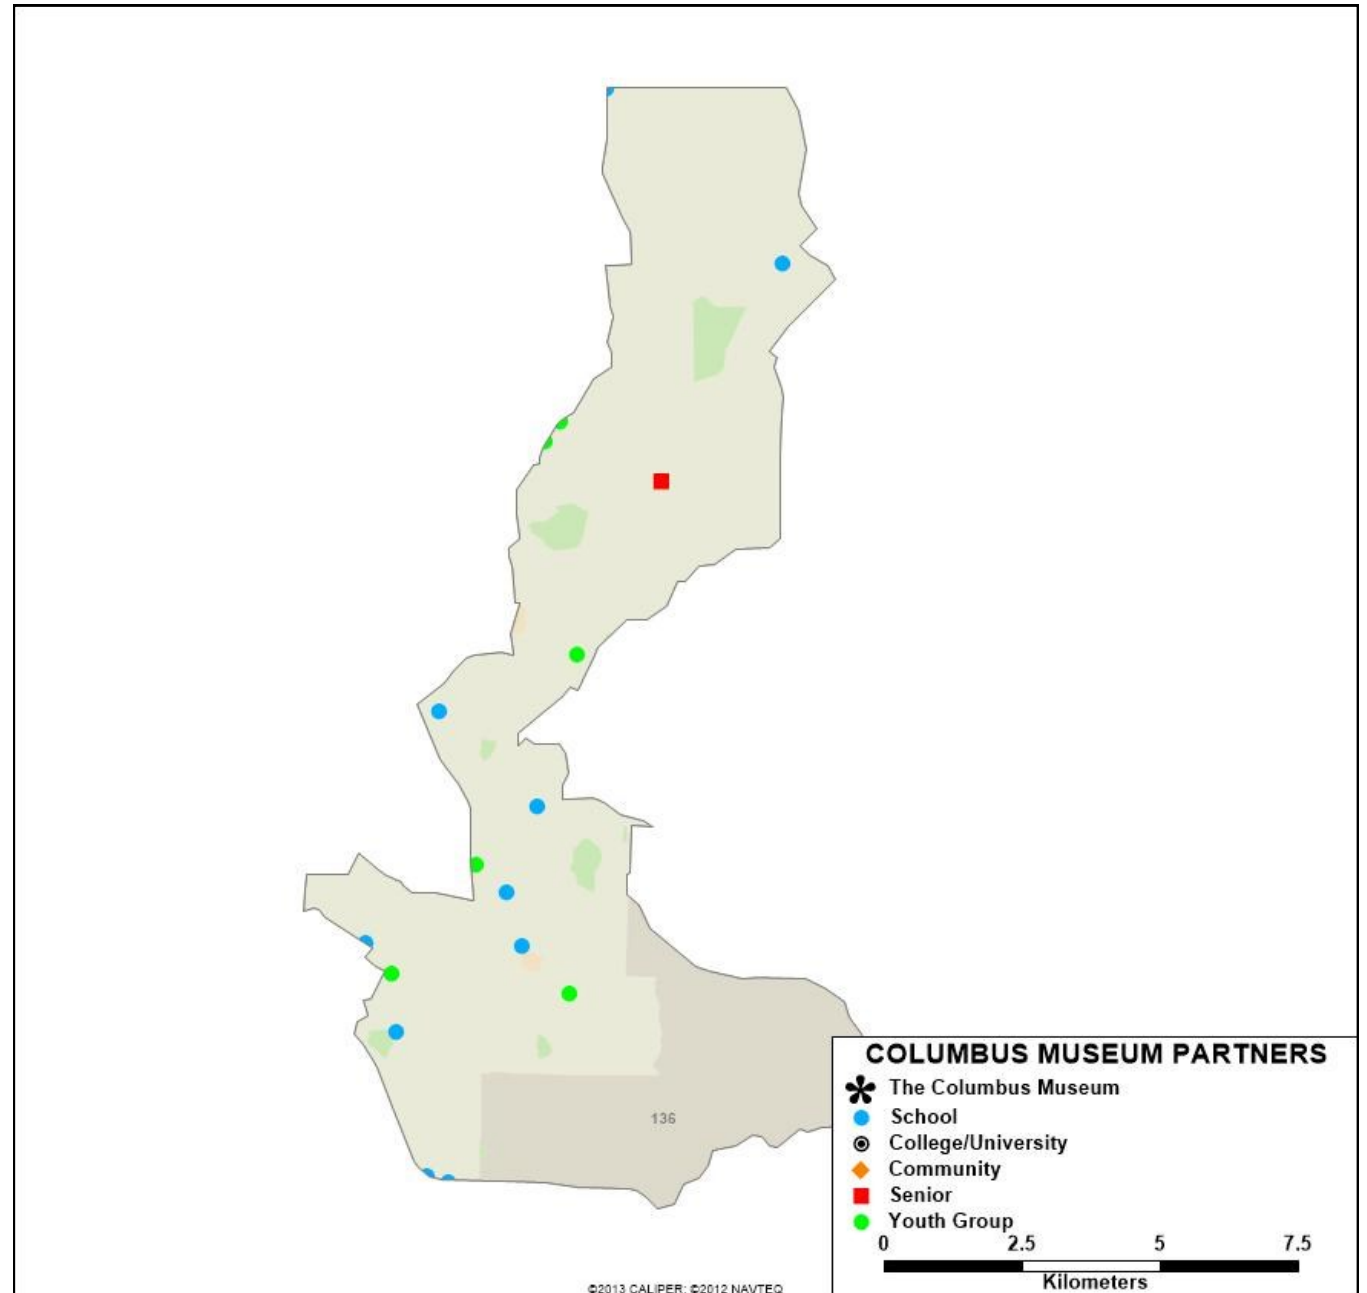 136
COLUMBUS MUSEUM PARTNERS
The Columbus Museum
School
College/University
Community
Senior
Youth Group
0 2.5 5 7.5
Kilometers
©2013 CALIPER; ©2012 NAVTEQ